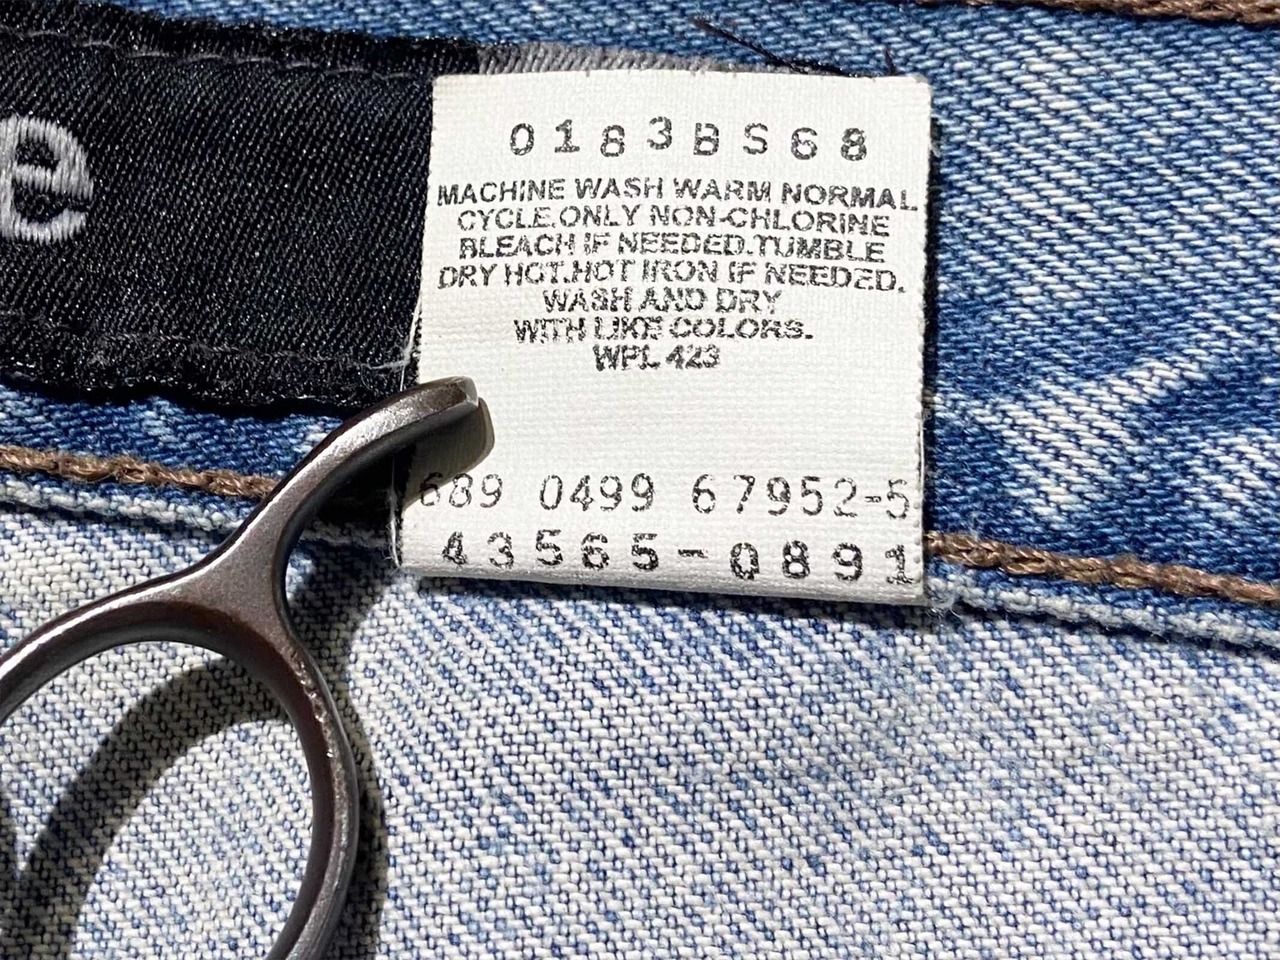 e
0183BS68
MACHINE WASH WARM NORMAL
CYCLE.ONLY NON-CHLORINE
BLEACH IF NEEDED.TUMBLE
DRY HOT.HOT IRON IF NEEDED.
WASH AND DRY
WITH LIKE COLORS.
WPL 423
689 0499 67952-5
43565-0891